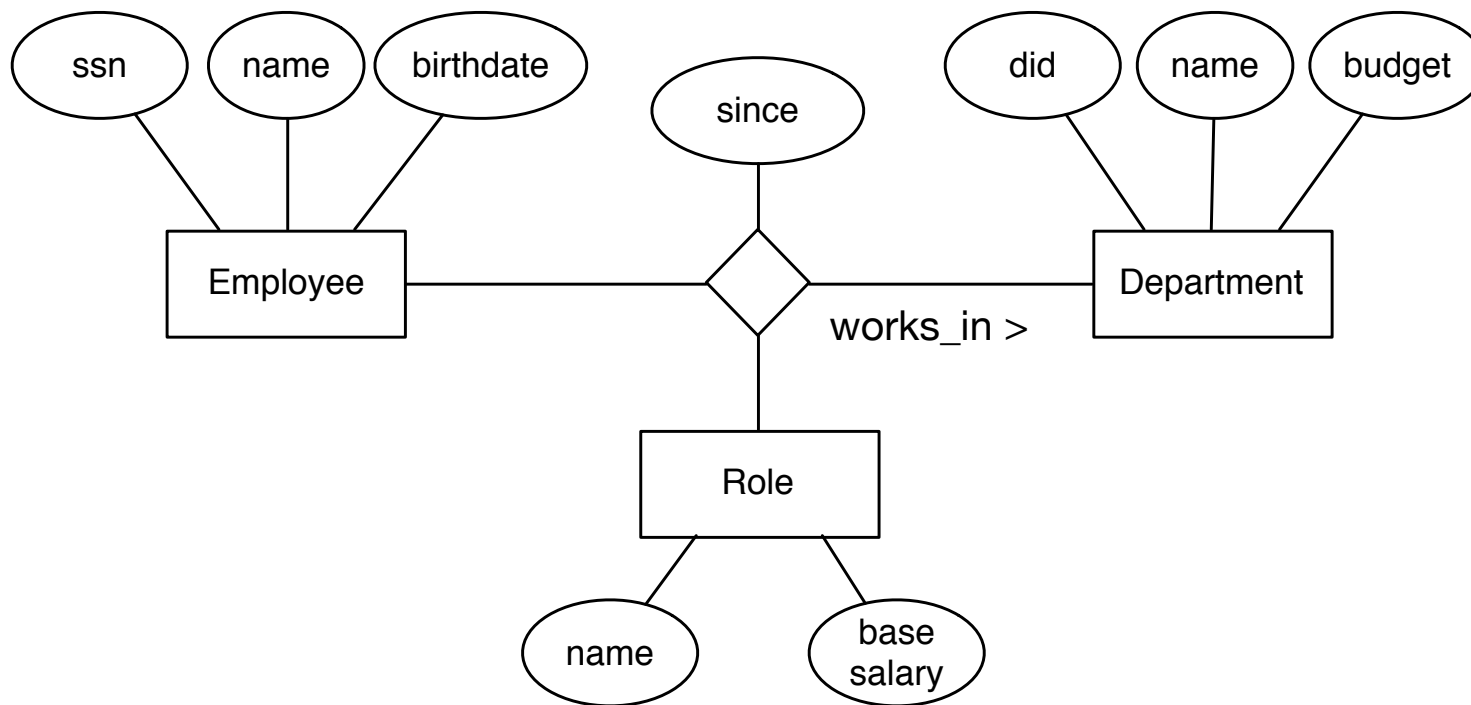 ssn
name
birthdate
since
did
name
budget
Employee
Department
works_in >
Role
name
base
salary